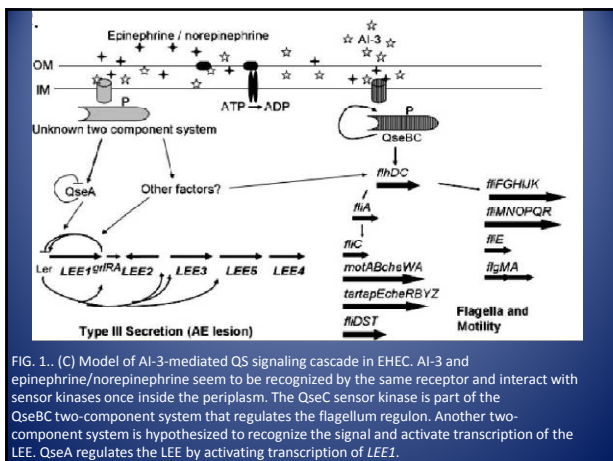 Epinephrine / norepinephrine
AI-3
OM
IM
P
ATP → ADP
P
QseBC
Unknown two component system
QseA
Other factors?
flhDC
fliFGHIJK
fliA
fliMNOPQR
fliC
fliE
Ler LEE1 grlRA LEE2 LEE3 LEE5 LEE4
motABcheWA
flgMA
tartapEcheRBYZ
Flagella and
Motility
Type III Secretion (AE lesion)
fliDST
FIG. 1.. (C) Model of AI-3-mediated QS signaling cascade in EHEC. AI-3 and
epinephrine/norepinephrine seem to be recognized by the same receptor and interact with
sensor kinases once inside the periplasm. The QseC sensor kinase is part of the
QseBC two-component system that regulates the flagellum regulon. Another two-
component system is hypothesized to recognize the signal and activate transcription of the
LEE. QseA regulates the LEE by activating transcription of LEE1.